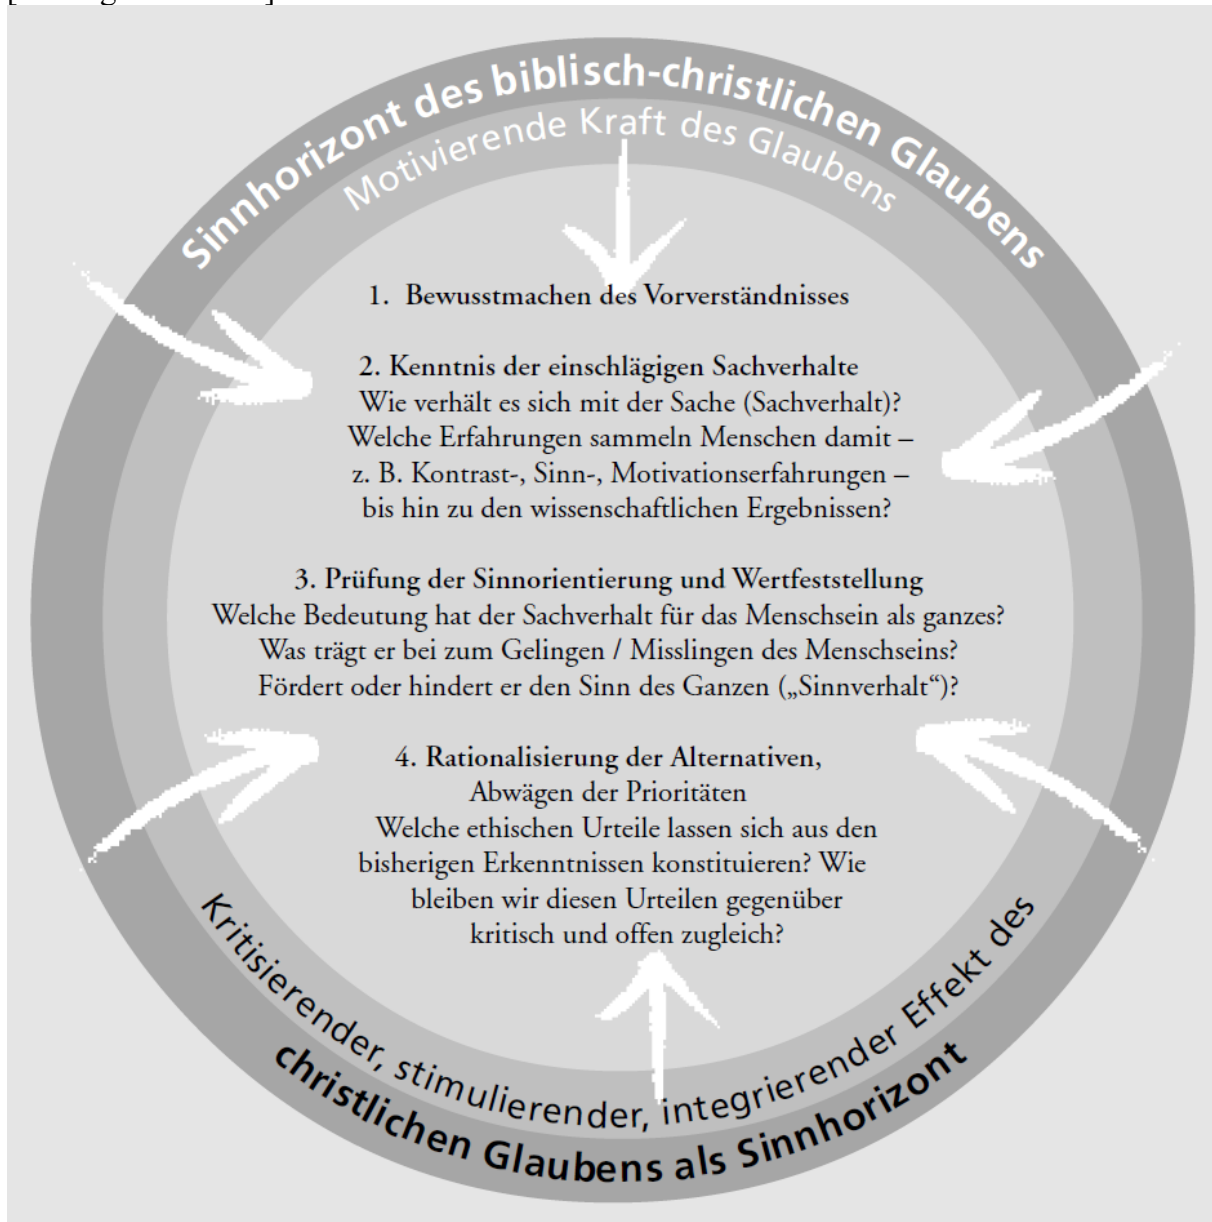 Sinnhorizont des biblisch-christlichen Glaubens
Motivierende Kraft des Glaubens
1. Bewusstmachen des Vorverständnisses
2. Kenntnis der einschlägigen Sachverhalte
Wie verhält es sich mit der Sache (Sachverhalt)?
Welche Erfahrungen sammeln Menschen damit –
z. B. Kontrast-, Sinn-, Motivationserfahrungen –
bis hin zu den wissenschaftlichen Ergebnissen?
3. Prüfung der Sinnorientierung und Wertfeststellung
Welche Bedeutung hat der Sachverhalt für das Menschsein als ganzes?
Was trägt er bei zum Gelingen / Misslingen des Menschseins?
Fördert oder hindert er den Sinn des Ganzen („Sinnverhalt“)?
4. Rationalisierung der Alternativen,
Abwägen der Prioritäten
Welche ethischen Urteile lassen sich aus den
bisherigen Erkenntnissen konstituieren? Wie
bleiben wir diesen Urteilen gegenüber
kritisch und offen zugleich?
Kritisierender, stimulierender, integrierender Effekt des
christlichen Glaubens als Sinnhorizont